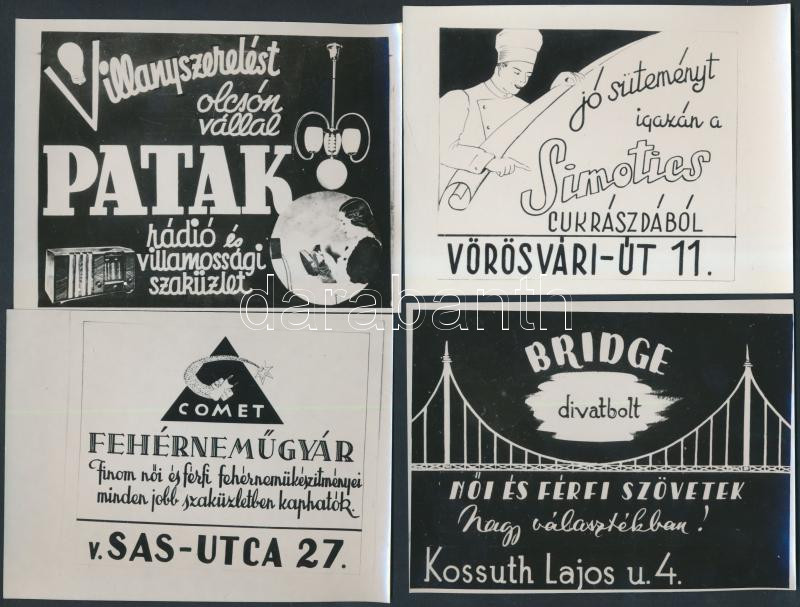 Villanyszerelést
olcsón
vállal
PATAK
rádió és
villamossági
szaküzlet
jó süteményt
igazán a
Simotics
CUKRÁSZDÁBÓL
VÖRÖSVÁRI-ÚT 11.
COMET
FEHÉRNEMŰGYÁR
Finom női és férfi fehérneműkészítményei
minden jobb szaküzletben kaphatók.
V. SAS-UTCA 27.
BRIDGE
divatbolt
NŐI ÉS FÉRFI SZÖVETEK
Nagy választékban!
Kossuth Lajos u. 4.
darabanth